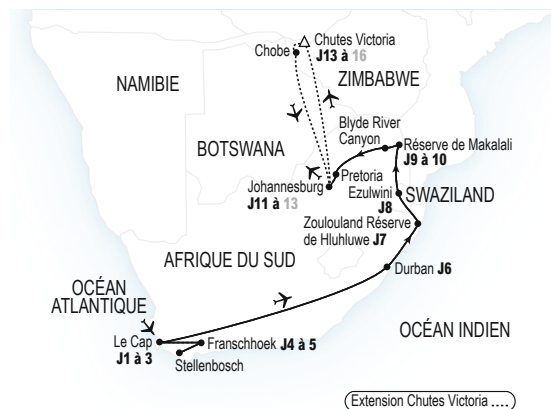 Chutes Victoria
Chobe J13 à 16
NAMIBIE
ZIMBABWE
Blyde River
Canyon
BOTSWANA
Réserve de Makalali
J9 à 10
Pretoria
Johannesburg
J11 à 13
Ezulwini
J8
SWAZILAND
Zoulouland Réserve
de Hluhluwe J7
AFRIQUE DU SUD
Durban J6
OCÉAN
ATLANTIQUE
OCÉAN INDIEN
Le Cap
J1 à 3
Franschhoek J4 à 5
Stellenbosch
Extension Chutes Victoria ....